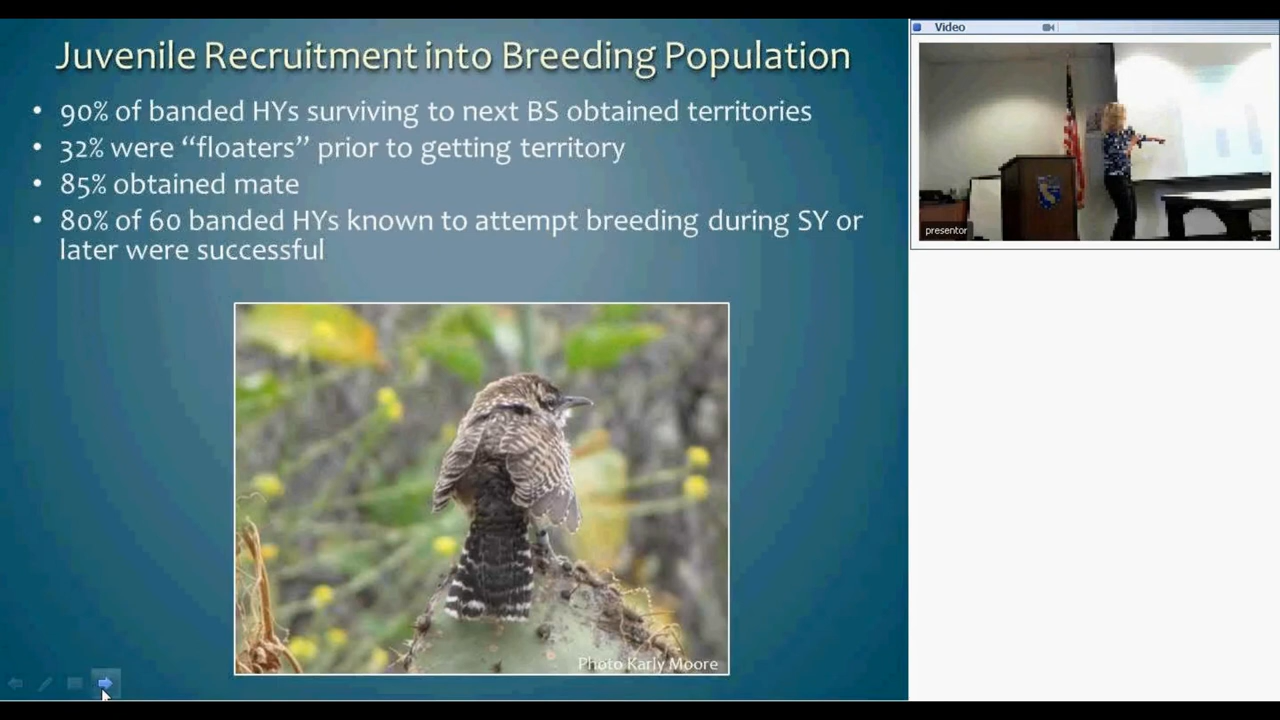 Juvenile Recruitment into Breeding Population
• 90% of banded HYs surviving to next BS obtained territories
• 32% were “floaters” prior to getting territory
• 85% obtained mate
• 80% of 60 banded HYs known to attempt breeding during SY or
later were successful
Photo Karly Moore
Video
presentor